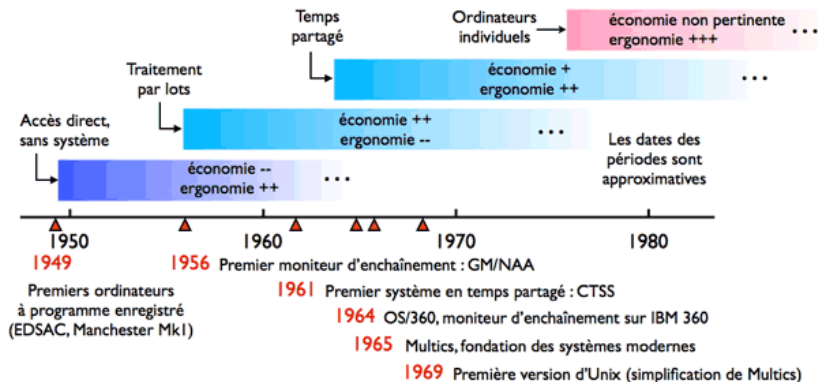 Temps
partagé
Ordinateurs
individuels
économie non pertinente
ergonomie +++
...
Traitement
par lots
économie +
ergonomie ++
...
Accès direct,
sans système
économie ++
ergonomie --
...
Les dates des
périodes sont
approximatives
économie --
ergonomie ++
...
1950 1960 1970 1980
1949 1956 Premier moniteur d'enchaînement : GM/NAA
Premiers ordinateurs
à programme enregistré
(EDSAC, Manchester Mk1)
1961 Premier système en temps partagé : CTSS
1964 OS/360, moniteur d'enchaînement sur IBM 360
1965 Multics, fondation des systèmes modernes
1969 Première version d'Unix (simplification de Multics)